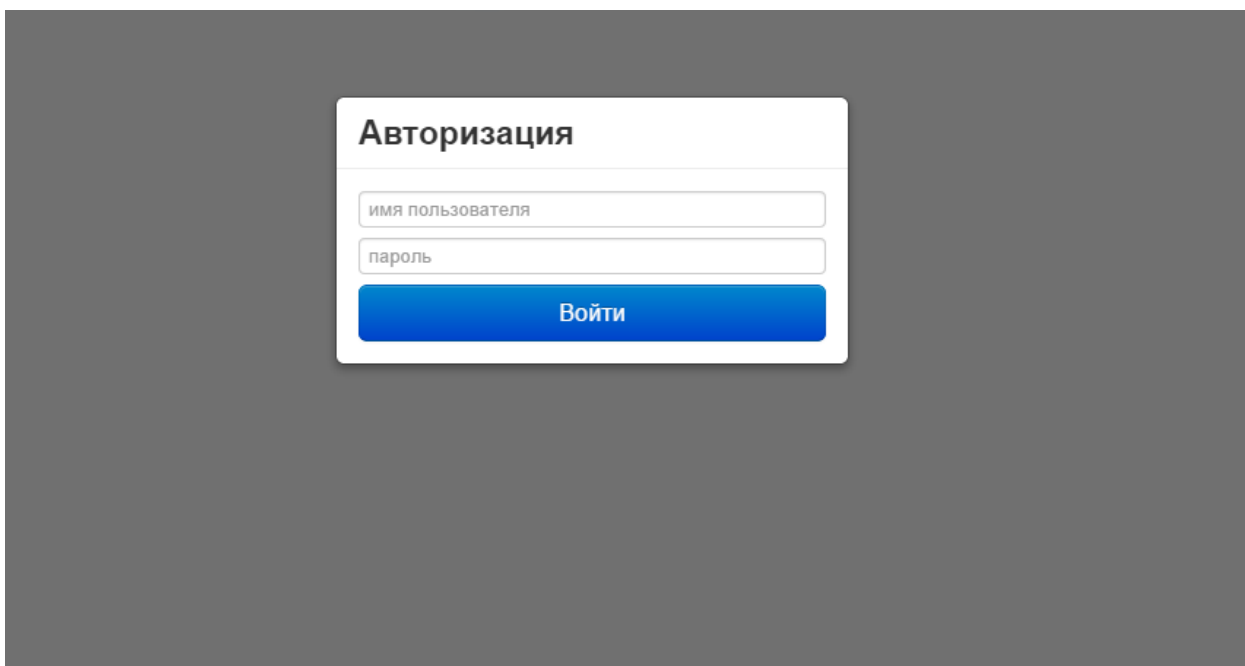 Авторизация
имя пользователя
пароль
Войти